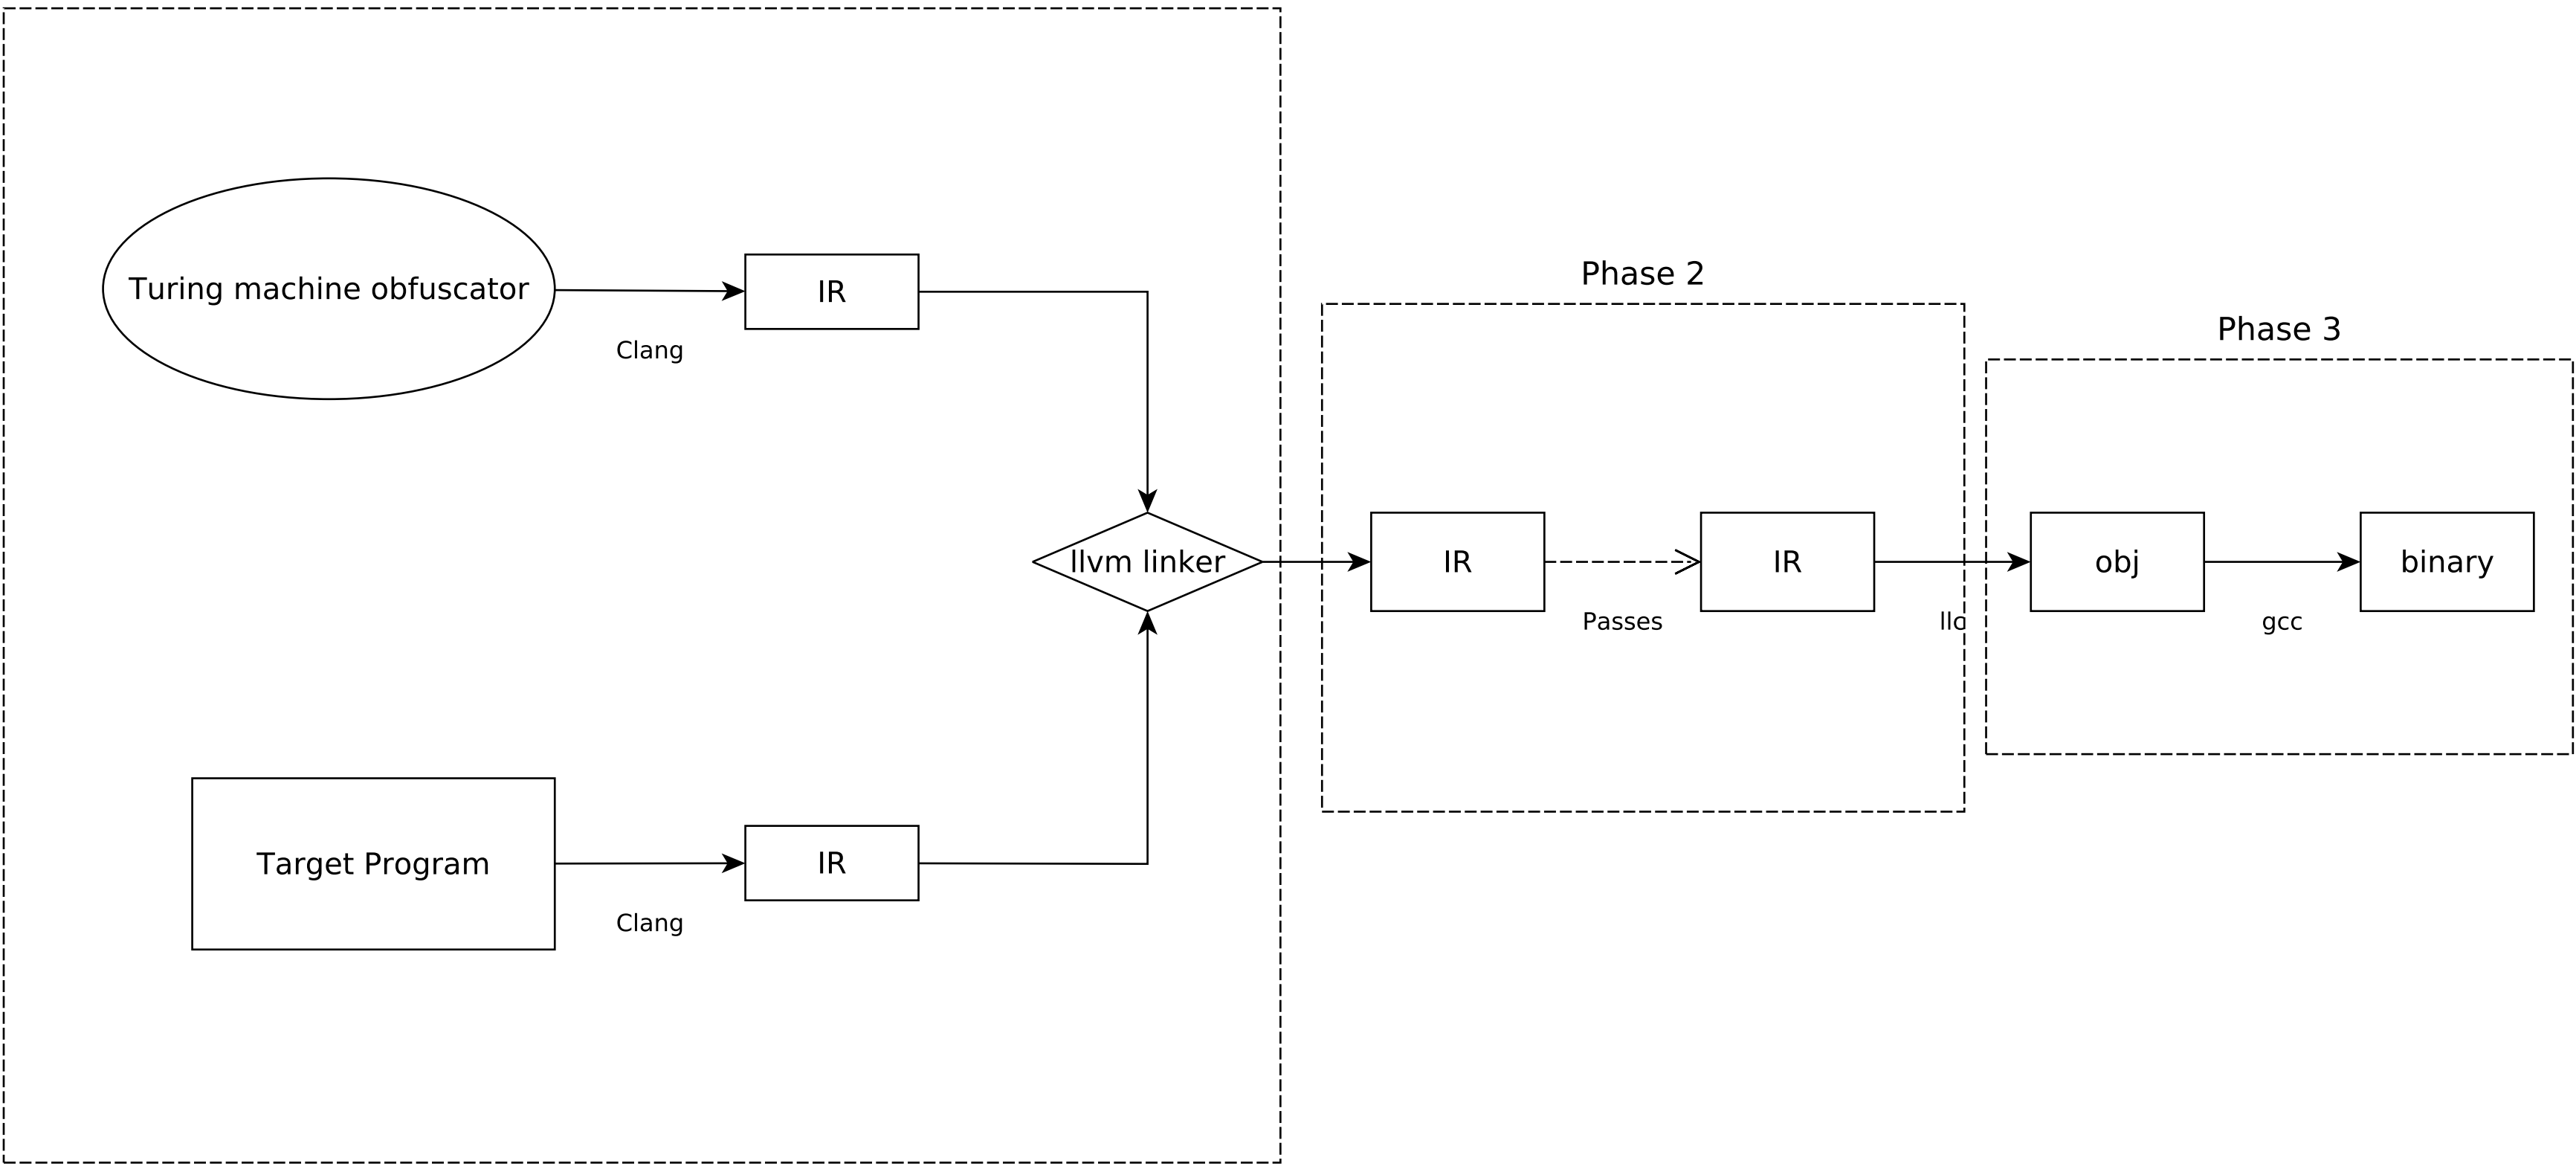 Turing machine obfuscator
Clang
IR
Target Program
Clang
IR
llvm linker
Phase 2
IR
Passes
IR
llc
Phase 3
obj
gcc
binary